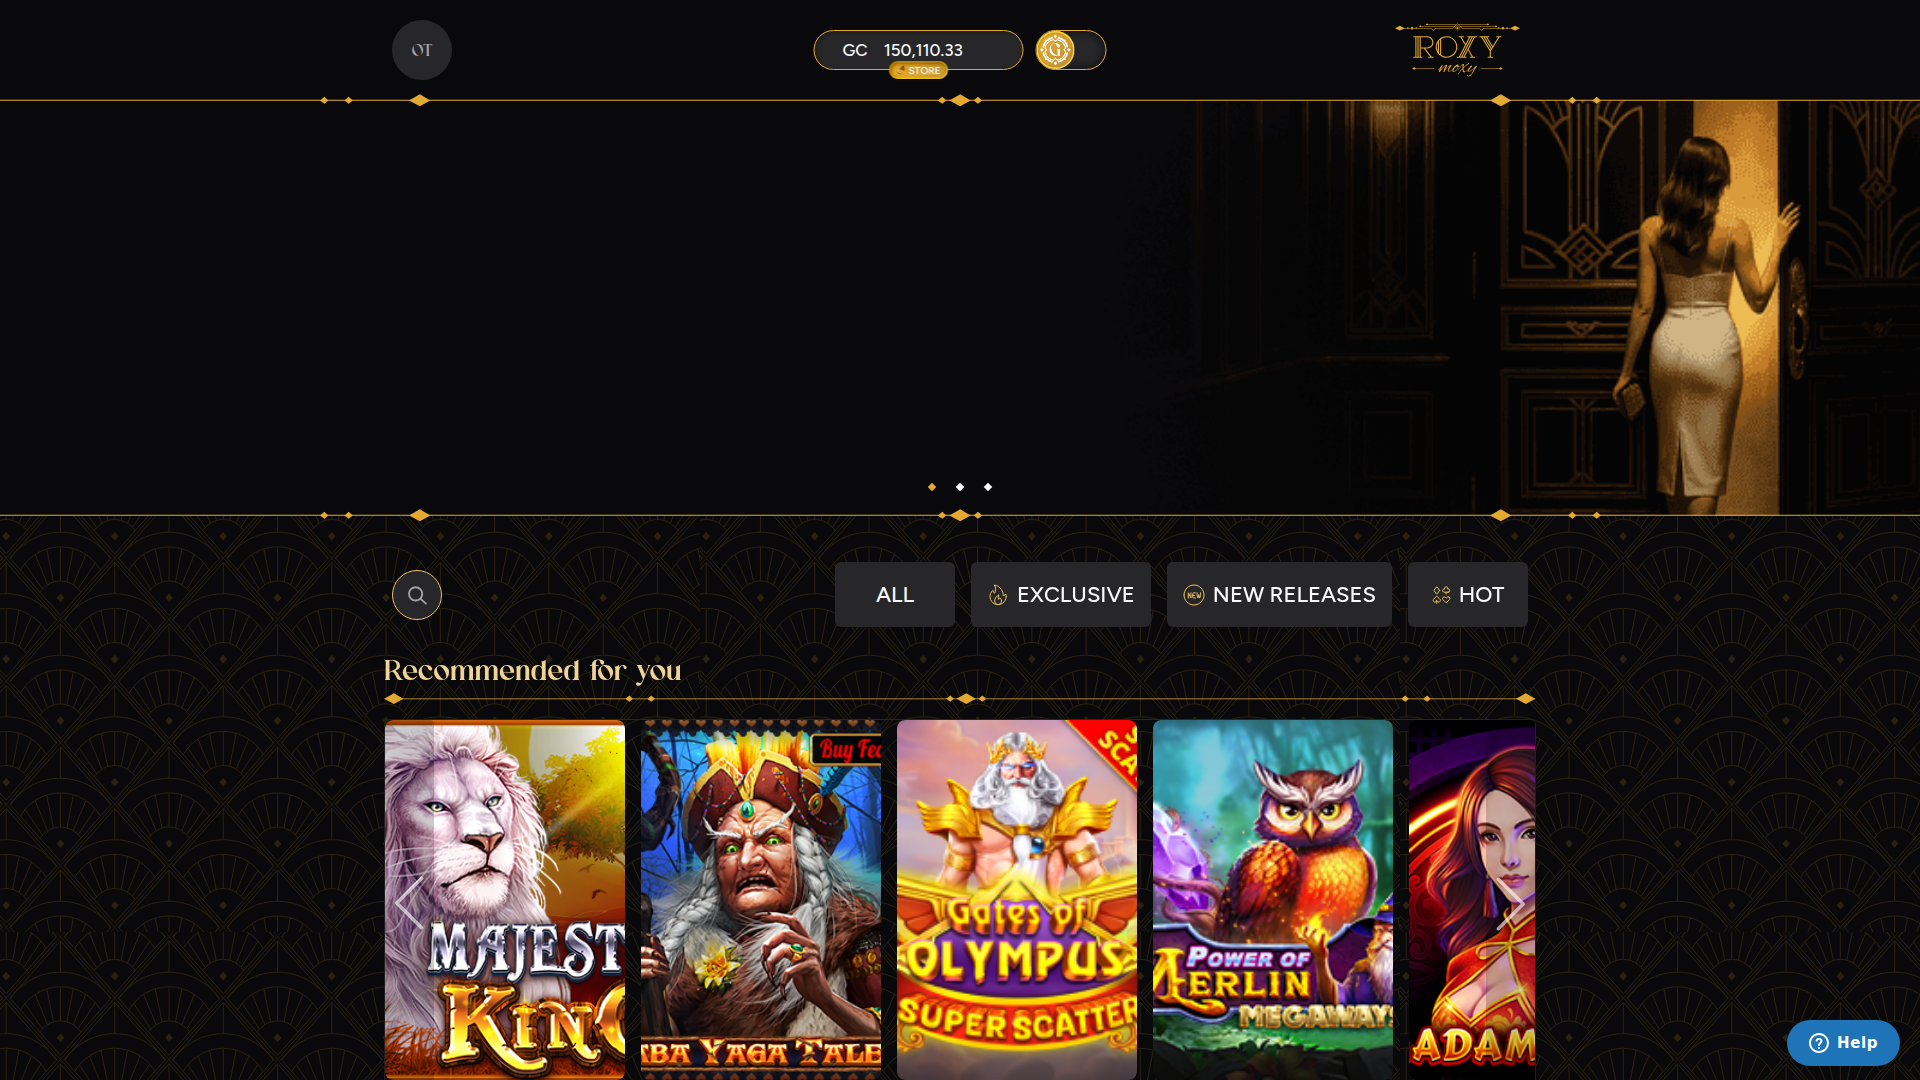 OT
GC 150,110.33
STORE
G
ROXY
moxy
ALL
EXCLUSIVE
NEW
NEW RELEASES
HOT
Recommended for you
MAJEST
KING
Buy Fea
BA YAGA TALE
S
SCA
Gates of
OLYMPUS
SUPER SCATTER
POWER OF
MERLIN
MEGAWAYS
ADAM
Help